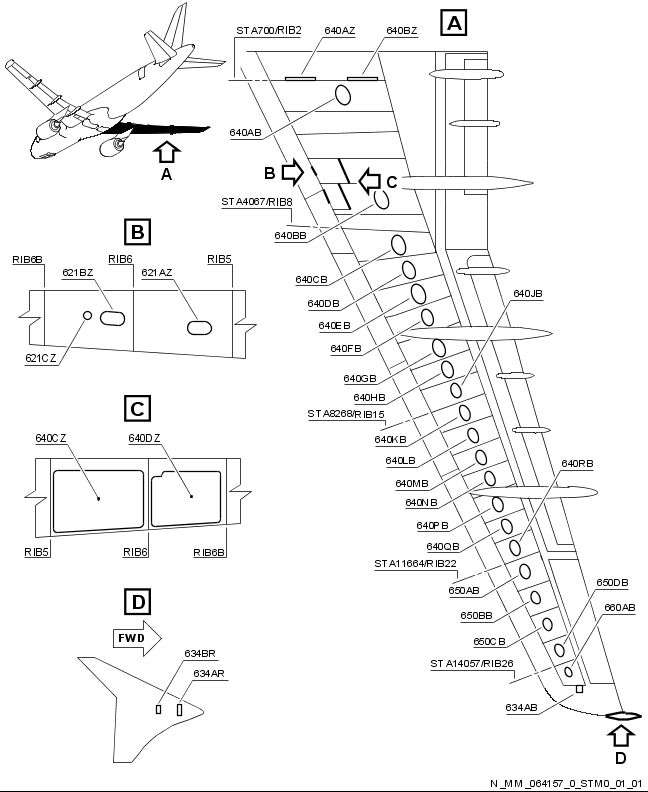 A
STA700/RIB2
640AZ
640BZ
640AB
A
B
C
STA4067/RIB8
640BB
B
RIB6B
RIB6
RIB5
621BZ
621AZ
621CZ
640CB
640DB
640EB
640JB
640FB
640GB
640HB
STA8268/RIB15
C
640CZ
640DZ
640KB
640LB
640RB
640MB
640NB
640PB
640QB
RIB5
RIB6
RIB6B
STA11664/RIB22
650AB
650DB
660AB
650BB
650CB
D
FWD
634BR
634AR
STA14057/RIB26
634AB
D
N_MM_064157_0_STM0_01_01